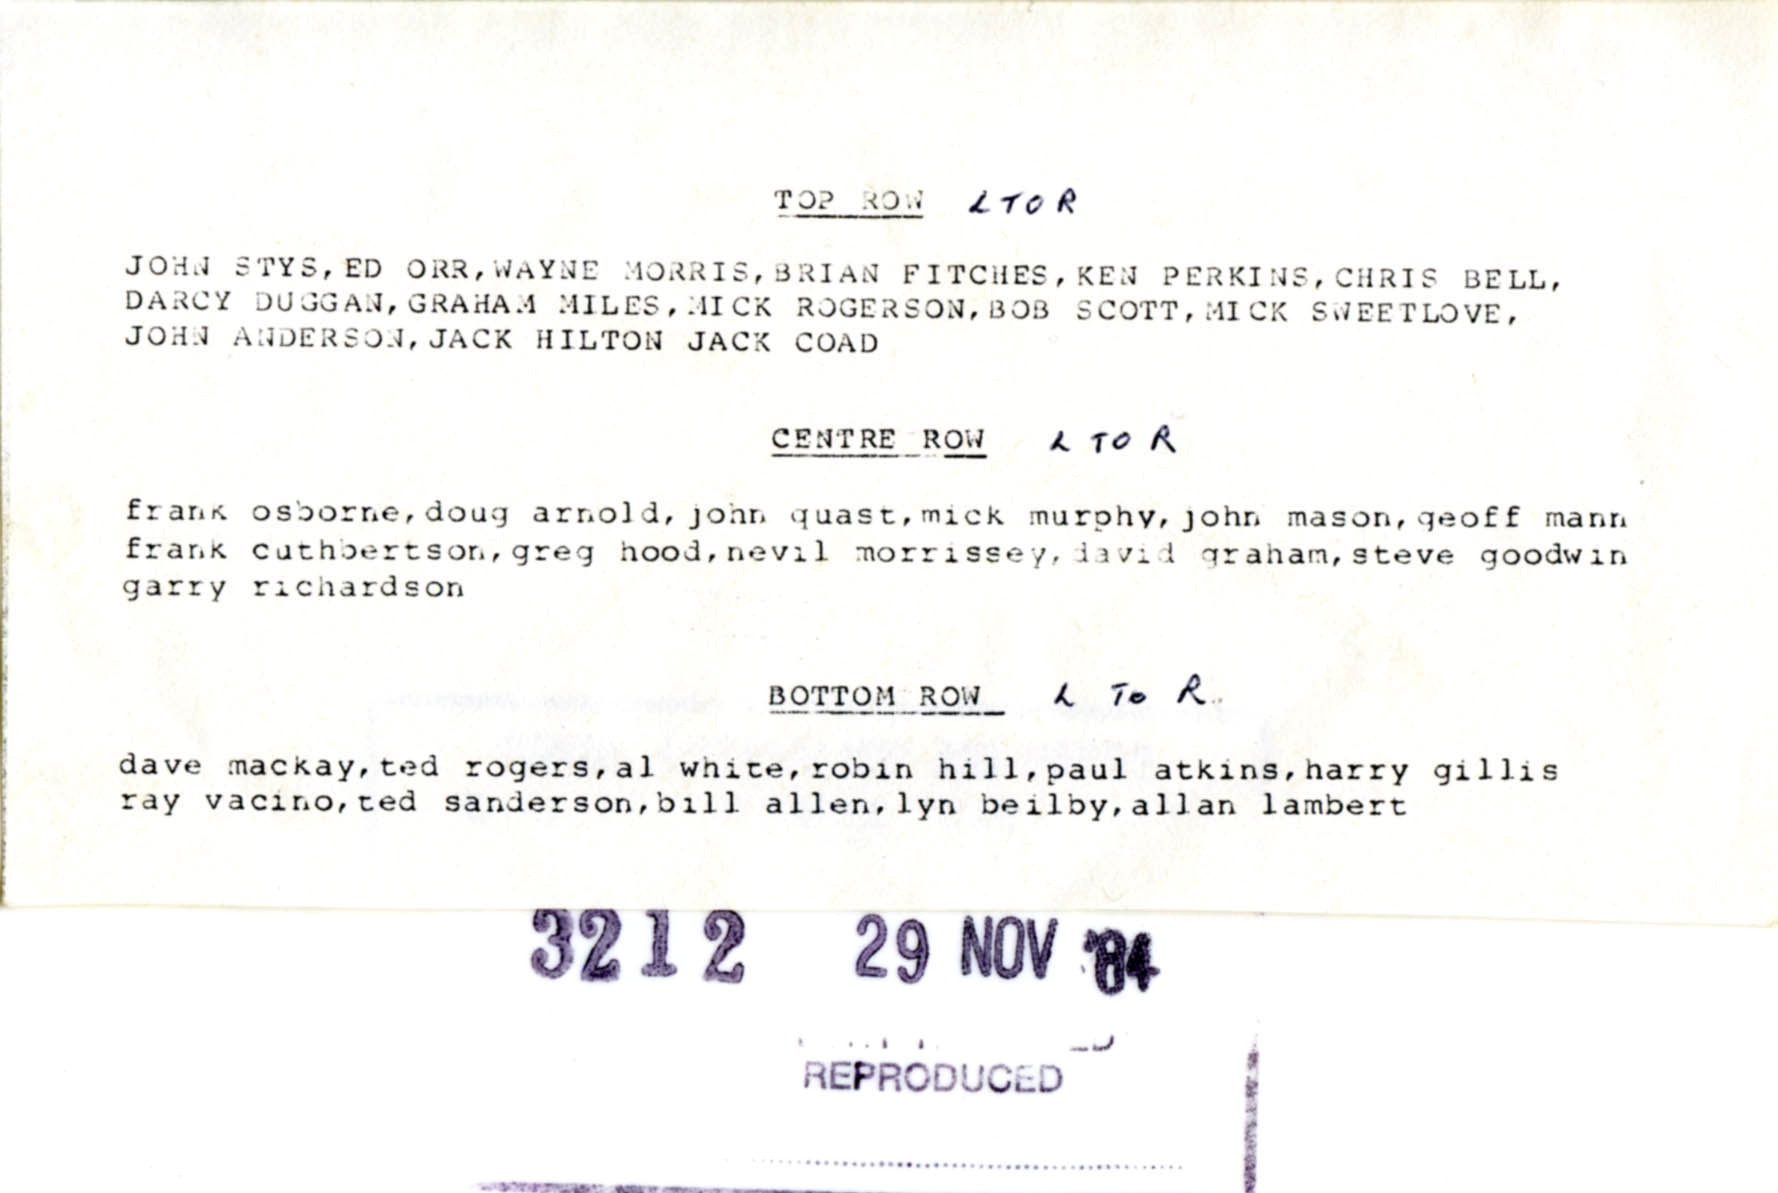 TOP ROW L TO R
JOHN STYS,ED ORR,WAYNE MORRIS,BRIAN FITCHES,KEN PERKINS,CHRIS BELL,
DARCY DUGGAN,GRAHAM MILES,MICK ROGERSON,BOB SCOTT,MICK SWEETLOVE,
JOHN ANDERSON,JACK HILTON JACK COAD
CENTRE ROW L TO R
frank osborne,doug arnold,john quast,mick murphy,john mason,geoff mann
frank cuthbertson,greg hood,nevil morrissey,david graham,steve goodwin
garry richardson
BOTTOM ROW L To R
dave mackay,ted rogers,al white,robin hill,paul atkins,harry gillis
ray vacino,ted sanderson,bill allen,lyn beilby,allan lambert
3212 29 NOV '84
REPRODUCED